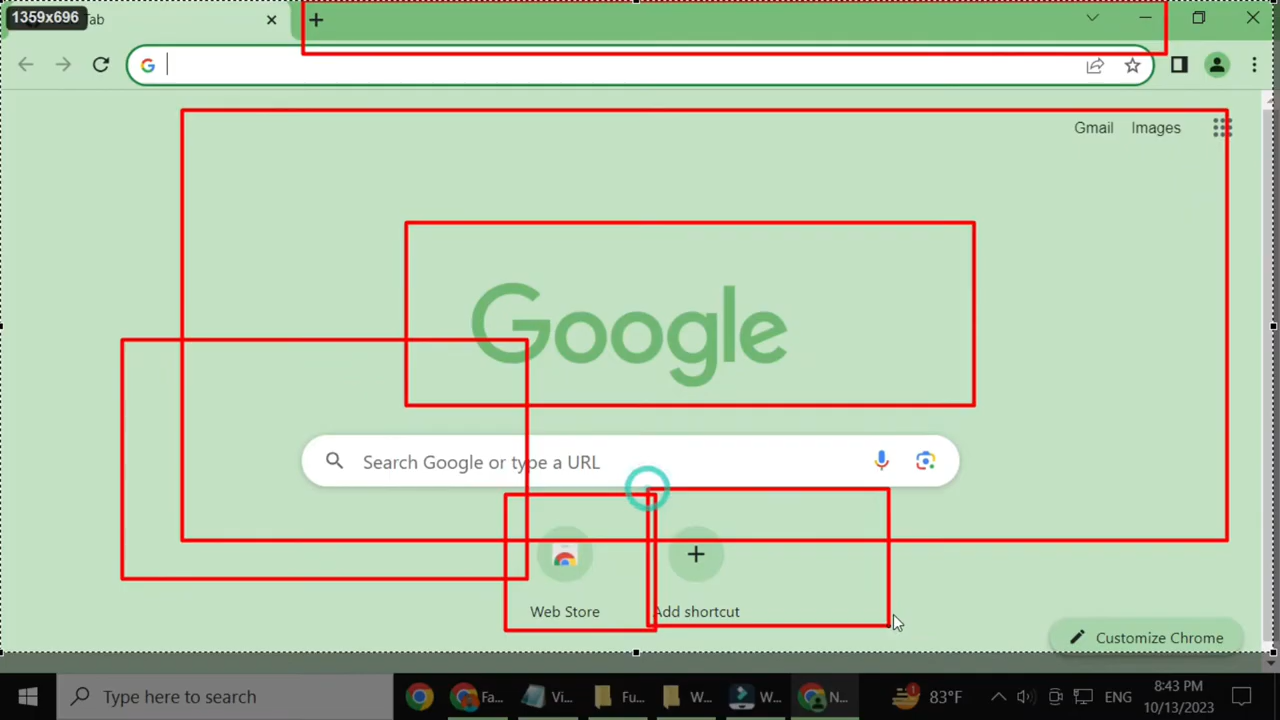 1359x696
ab
Gmail Images
Google
Search Google or type a URL
Web Store
Add shortcut
Customize Chrome
Type here to search
Fa...
Vi...
Fu...
W...
W...
N...
83°F
ENG
8:43 PM
10/13/2023